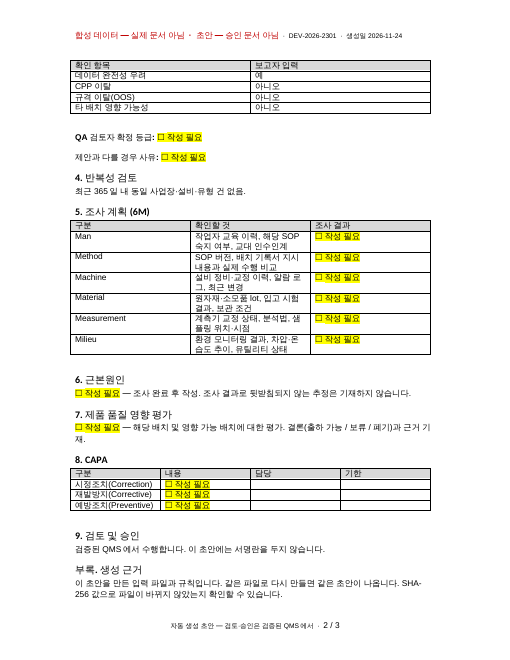 합성 데이터 — 실제 문서 아님 · 초안 — 승인 문서 아님 · DEV-2026-2301 · 생성일 2026-11-24
확인 항목 보고자 입력
데이터 완전성 우려 예
CPP 이탈 아니오
규격 이탈(OOS) 아니오
타 배치 영향 가능성 아니오
QA 검토자 확정 등급: ☐ 작성 필요
제안과 다를 경우 사유: ☐ 작성 필요
4. 반복성 검토
최근 365 일 내 동일 사업장·설비·유형 건 없음.
5. 조사 계획 (6M)
구분 확인할 것 조사 결과
Man 작업자 교육 이력, 해당 SOP ☐ 작성 필요
숙지 여부, 교대 인수인계
Method SOP 버전, 배치 기록서 지시 ☐ 작성 필요
내용과 실제 수행 비교
Machine 설비 정비·교정 이력, 알람 로 ☐ 작성 필요
그, 최근 변경
Material 원자재·소모품 lot, 입고 시험 ☐ 작성 필요
결과, 보관 조건
Measurement 계측기 교정 상태, 분석법, 샘 ☐ 작성 필요
플링 위치·시점
Milieu 환경 모니터링 결과, 차압·온 ☐ 작성 필요
습도 추이, 유틸리티 상태
6. 근본원인
☐ 작성 필요 — 조사 완료 후 작성. 조사 결과로 뒷받침되지 않는 추정은 기재하지 않습니다.
7. 제품 품질 영향 평가
☐ 작성 필요 — 해당 배치 및 영향 가능 배치에 대한 평가. 결론(출하 가능 / 보류 / 폐기)과 근거 기
재.
8. CAPA
구분 내용 담당 기한
시정조치(Correction) ☐ 작성 필요
재발방지(Corrective) ☐ 작성 필요
예방조치(Preventive) ☐ 작성 필요
9. 검토 및 승인
검증된 QMS 에서 수행합니다. 이 초안에는 서명란을 두지 않습니다.
부록. 생성 근거
이 초안을 만든 입력 파일과 규칙입니다. 같은 파일로 다시 만들면 같은 초안이 나옵니다. SHA-
256 값으로 파일이 바뀌지 않았는지 확인할 수 있습니다.
자동 생성 초안 — 검토·승인은 검증된 QMS 에서 · 2 / 3